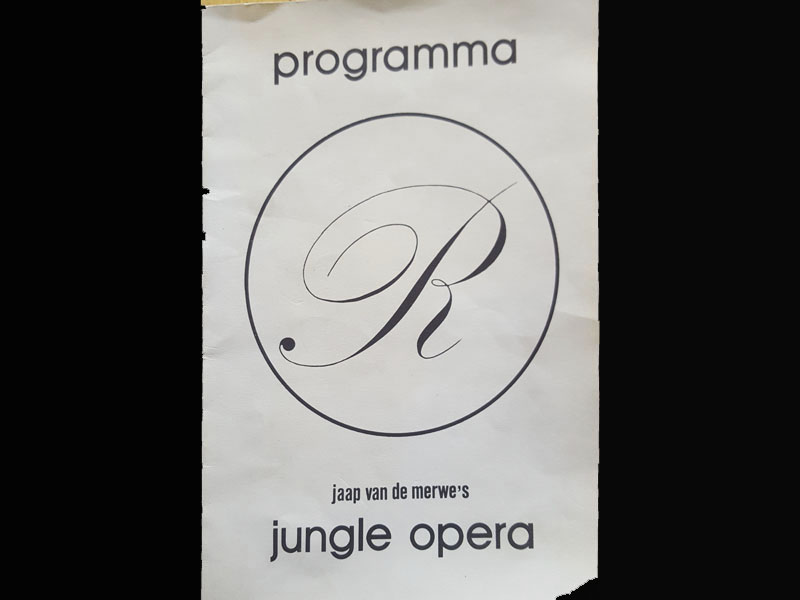 programma
R
jaap van de merwe's
jungle opera